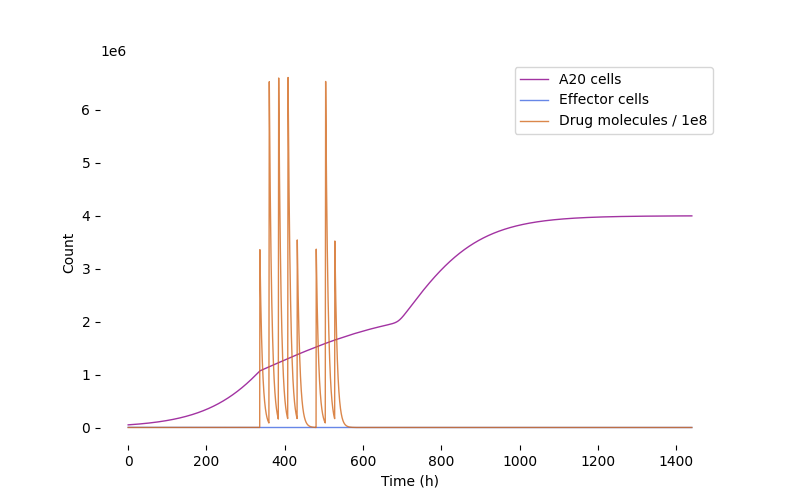 1e6
A20 cells
Effector cells
Drug molecules / 1e8
6
5
4
3
2
1
0
Count
0 200 400 600 800 1000 1200 1400
Time (h)